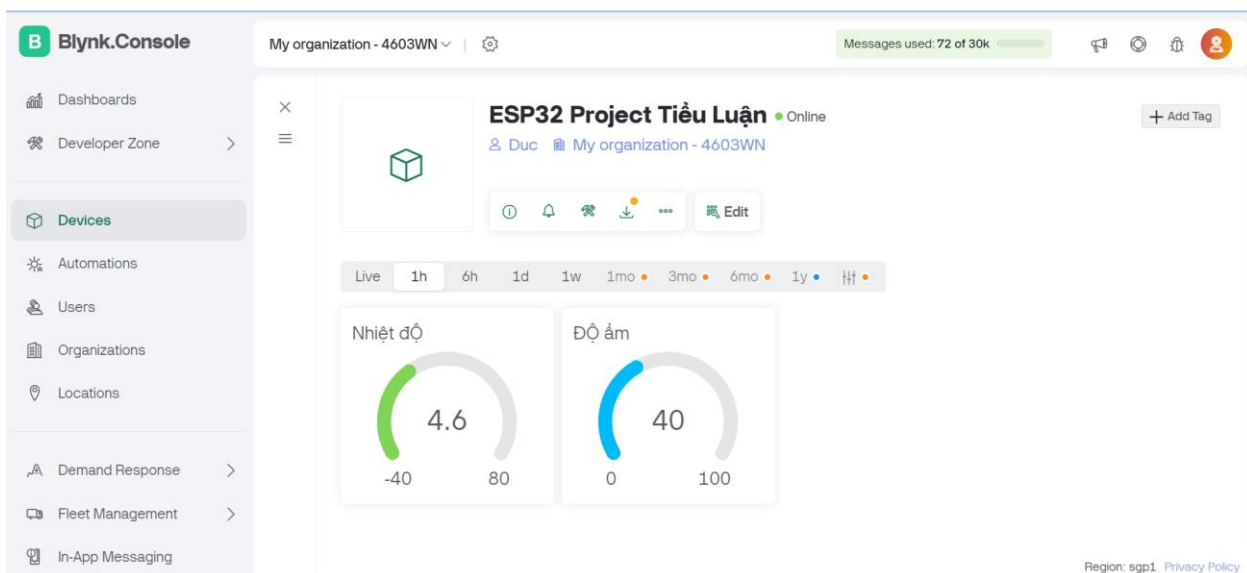 B Blynk.Console
My organization - 4603WN
Messages used: 72 of 30k
Dashboards
Developer Zone
Devices
Automations
Users
Organizations
Locations
Demand Response
Fleet Management
In-App Messaging
ESP32 Project Tiểu Luận Online
Duc My organization - 4603WN
Add Tag
Edit
Live 1h 6h 1d 1w 1mo 3mo 6mo 1y
Nhiệt độ
4.6
-40 80
Độ ẩm
40
0 100
Region: sgp1 Privacy Policy